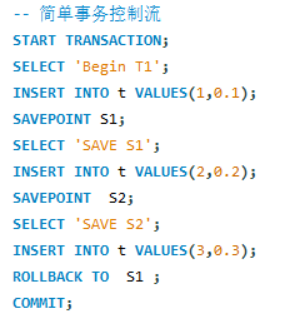 -- 简单事务控制流
START TRANSACTION;
SELECT 'Begin T1';
INSERT INTO t VALUES(1,0.1);
SAVEPOINT S1;
SELECT 'SAVE S1';
INSERT INTO t VALUES(2,0.2);
SAVEPOINT  S2;
SELECT 'SAVE S2';
INSERT INTO t VALUES(3,0.3);
ROLLBACK TO  S1 ;
COMMIT;